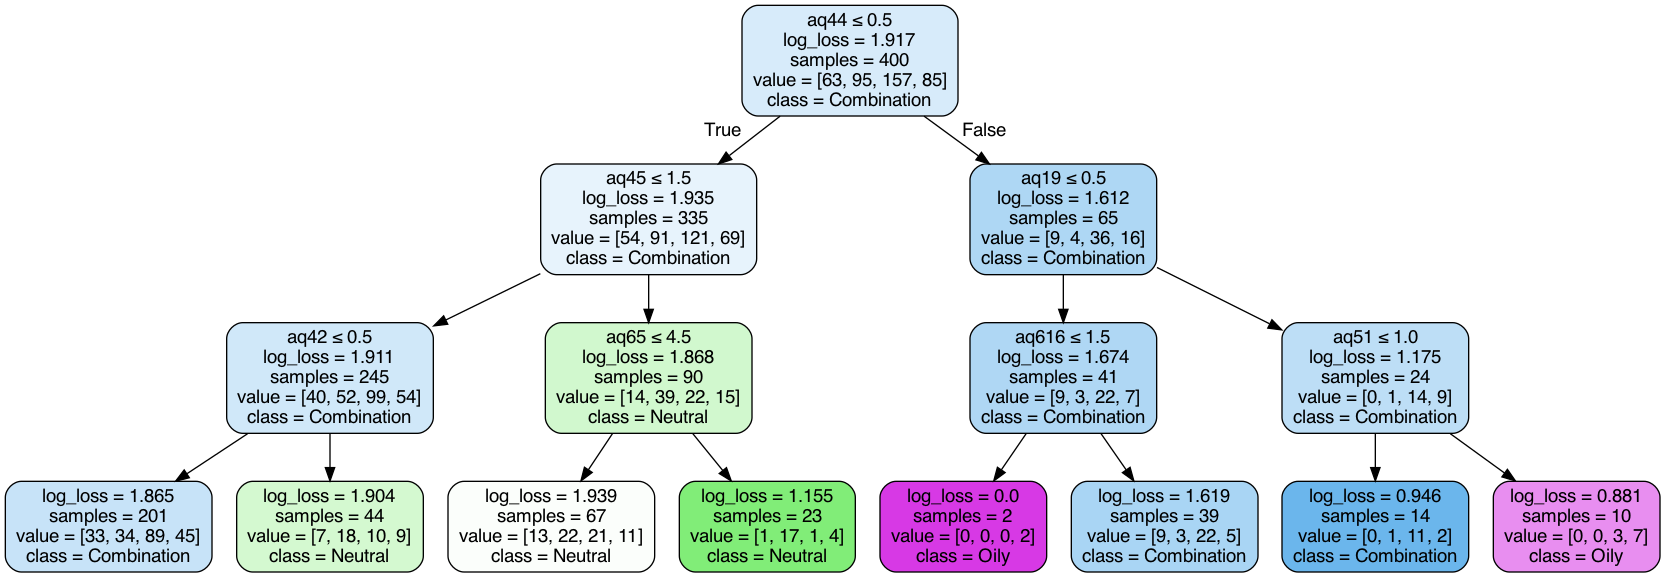 aq44 ≤ 0.5
log_loss = 1.917
samples = 400
value = [63, 95, 157, 85]
class = Combination
True
False
aq45 ≤ 1.5
log_loss = 1.935
samples = 335
value = [54, 91, 121, 69]
class = Combination
aq19 ≤ 0.5
log_loss = 1.612
samples = 65
value = [9, 4, 36, 16]
class = Combination
aq42 ≤ 0.5
log_loss = 1.911
samples = 245
value = [40, 52, 99, 54]
class = Combination
aq65 ≤ 4.5
log_loss = 1.868
samples = 90
value = [14, 39, 22, 15]
class = Neutral
aq616 ≤ 1.5
log_loss = 1.674
samples = 41
value = [9, 3, 22, 7]
class = Combination
aq51 ≤ 1.0
log_loss = 1.175
samples = 24
value = [0, 1, 14, 9]
class = Combination
log_loss = 1.865
samples = 201
value = [33, 34, 89, 45]
class = Combination
log_loss = 1.904
samples = 44
value = [7, 18, 10, 9]
class = Neutral
log_loss = 1.939
samples = 67
value = [13, 22, 21, 11]
class = Neutral
log_loss = 1.155
samples = 23
value = [1, 17, 1, 4]
class = Neutral
log_loss = 0.0
samples = 2
value = [0, 0, 0, 2]
class = Oily
log_loss = 1.619
samples = 39
value = [9, 3, 22, 5]
class = Combination
log_loss = 0.946
samples = 14
value = [0, 1, 11, 2]
class = Combination
log_loss = 0.881
samples = 10
value = [0, 0, 3, 7]
class = Oily